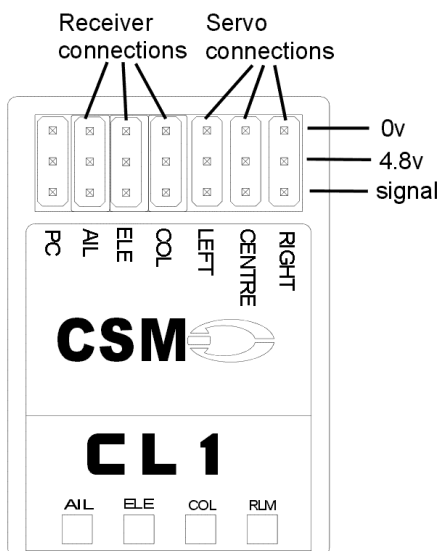 Receiver
connections
Servo
connections
0v
4.8v
signal
PC
AIL
ELE
COL
LEFT
CENTRE
RIGHT
CSM
CL1
AIL
ELE
COL
RLM